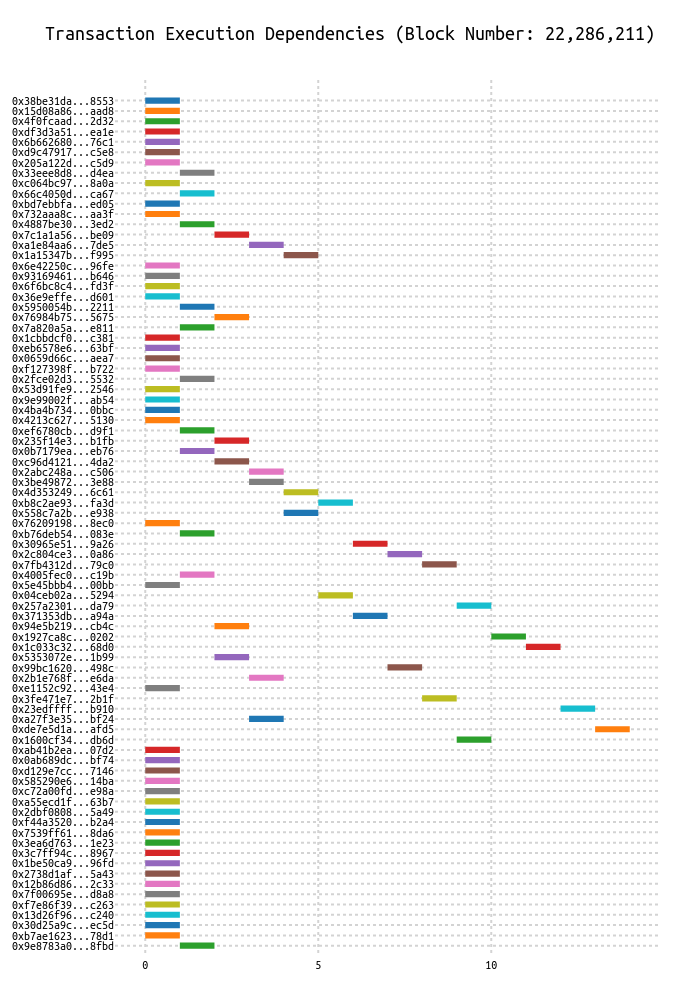 Transaction Execution Dependencies (Block Number: 22,286,211)
0x38be31da...8553
0x15d08a86...aad8
0x4f0fcaad...2d32
0xdf3d3a51...ea1e
0x6b662680...76c1
0xd9c47917...c5e8
0x205a122d...c5d9
0x33eee8d8...d4ea
0xc064bc97...8a0a
0x66c4050d...ca67
0xbd7ebbfa...ed05
0x732aaa8c...aa3f
0x4887be30...3ed2
0x7c1a1a56...be09
0xa1e84aa6...7de5
0x1a15347b...f995
0x6e42250c...96fe
0x93169461...b646
0x6f6bc8c4...fd3f
0x36e9effe...d601
0x5950054b...2211
0x76984b75...5675
0x7a820a5a...e811
0x1cbbdcf0...c381
0xeb6578e6...63bf
0x0659d66c...aea7
0xf127398f...b722
0x2fce02d3...5532
0x53d91fe9...2546
0x9e99002f...ab54
0x4ba4b734...0bbc
0x4213c627...5130
0xef6780cb...d9f1
0x235f14e3...b1fb
0x0b7179ea...eb76
0xc96d4121...4da2
0x2abc248a...c506
0x3be49872...3e88
0x4d353249...6c61
0xb8c2ae93...fa3d
0x558c7a2b...e938
0x76209198...8ec0
0xb76deb54...083e
0x30965e51...9a26
0x2c804ce3...0a86
0x7fb4312d...79c0
0x4005fec0...c19b
0x5e45bbb4...00bb
0x04ceb02a...5294
0x257a2301...da79
0x371353db...a94a
0x94e5b219...cb4c
0x1927ca8c...0202
0x1c033c32...68d0
0x5353072e...1b99
0x99bc1620...498c
0x2b1e768f...e6da
0xe1152c92...43e4
0x3fe471e7...2b1f
0x23edffff...b910
0xa27f3e35...bf24
0xde7e5d1a...afd5
0x1600cf34...db6d
0xab41b2ea...07d2
0x0ab689dc...bf74
0xd129e7cc...7146
0x585290e6...14ba
0xc72a00fd...e98a
0xa55ecd1f...63b7
0x2dbf0808...5a49
0xf44a3520...b2a4
0x7539ff61...8da6
0x3ea6d763...1e23
0x3c7ff94c...8967
0x1be50ca9...96fd
0x2738d1af...5a43
0x12b86d86...2c33
0x7f00695e...d8a8
0xf7e86f39...c263
0x13d26f96...c240
0x30d25a9c...ec5d
0xb7ae1623...78d1
0x9e8783a0...8fbd
0 5 10